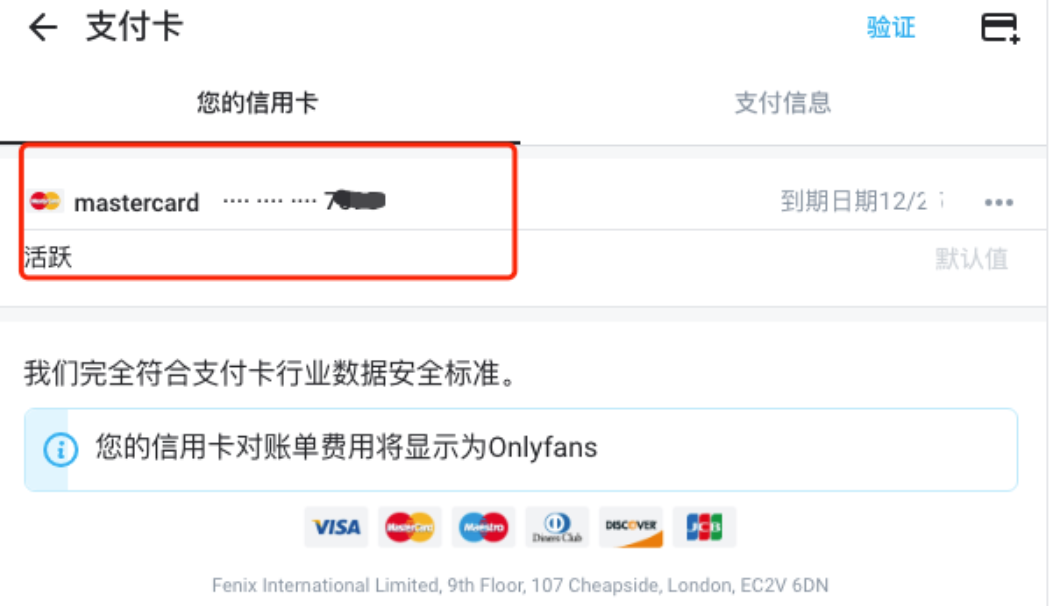 支付卡
验证
您的信用卡
支付信息
mastercard ···· ···· ···· 7
到期日期12/2
活跃
默认值
我们完全符合支付卡行业数据安全标准。
您的信用卡对账单费用将显示为Onlyfans
VISA
MasterCard
Maestro
Diners Club
DISCOVER
JCB
Fenix International Limited, 9th Floor, 107 Cheapside, London, EC2V 6DN